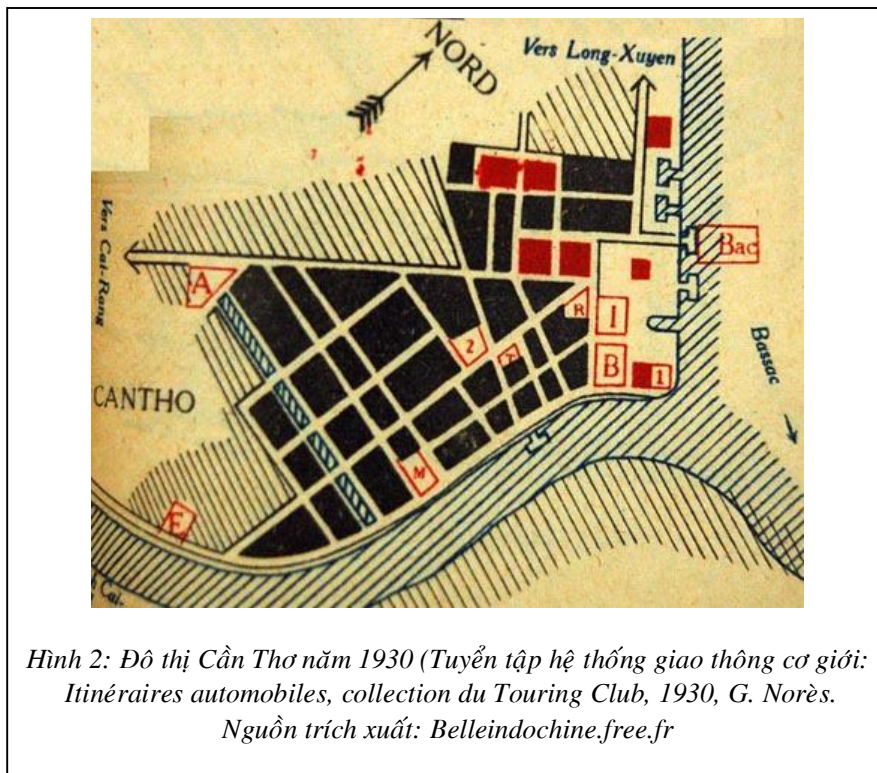 NORD
Vers Long-Xuyen
Bac
Vers Cai-Rang
A
R
1
2
T
B
1
Bassac
CANTHO
M
E
Cai-
Hình 2: Đô thị Cần Thơ năm 1930 (Tuyển tập hệ thống giao thông cơ giới:
Itinéraires automobiles, collection du Touring Club, 1930, G. Norès.
Nguồn trích xuất: Belleindochine.free.fr